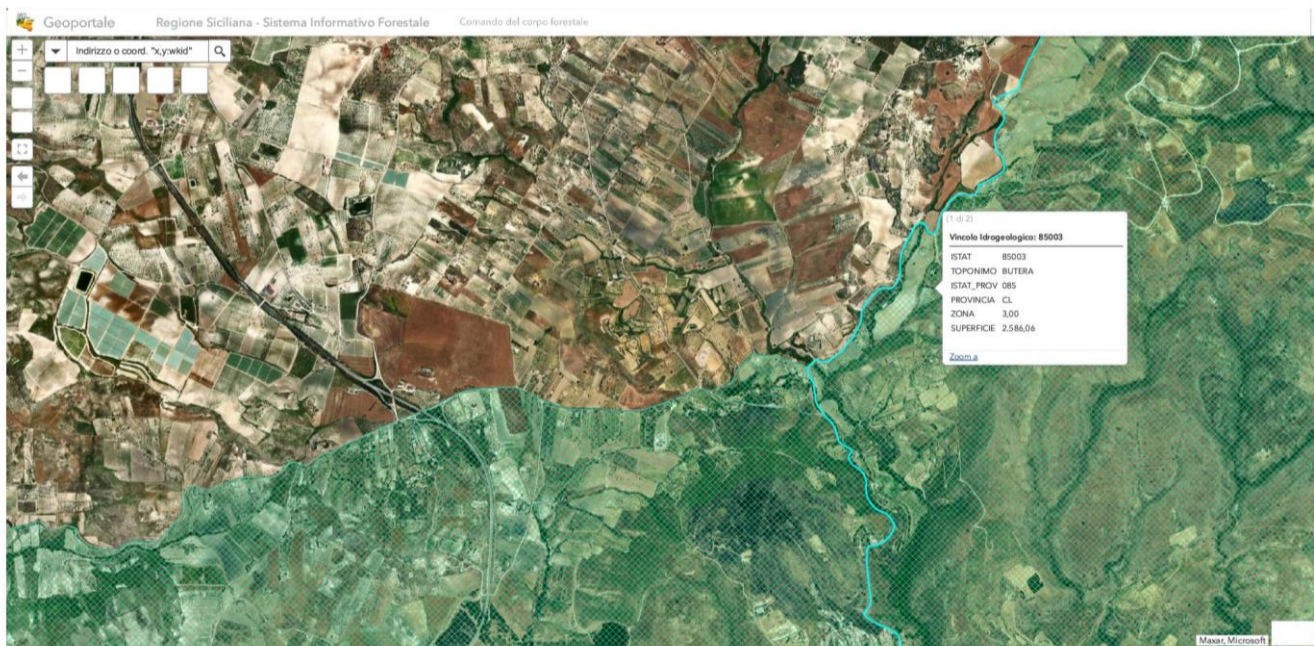 Geoportale Regione Siciliana - Sistema Informativo Forestale Comando del corpo forestale
+
Indirizzo o coord. "x,y:wkid"
−
(1 di 2)
Vincolo Idrogeologico: 85003
ISTAT 85003
TOPONIMO BUTERA
ISTAT_PROV 085
PROVINCIA CL
ZONA 3,00
SUPERFICIE 2.586,06
Zoom a
Maxar, Microsoft